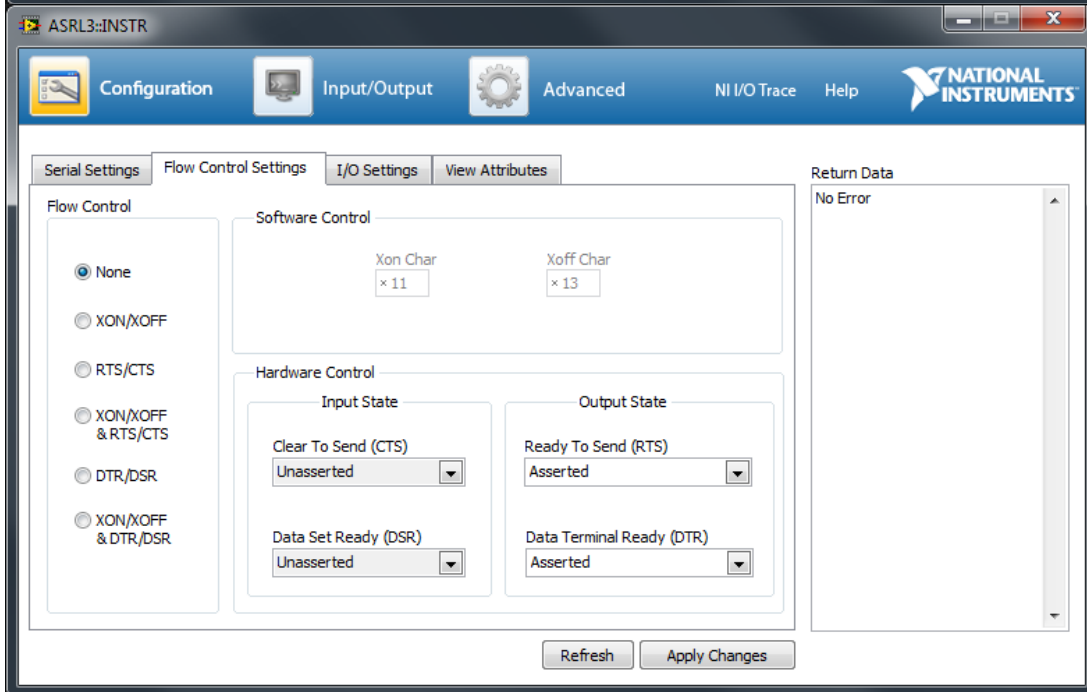 ASRL3::INSTR
Configuration
Input/Output
Advanced
NI I/O Trace
Help
NATIONAL
INSTRUMENTS
Serial Settings
Flow Control Settings
I/O Settings
View Attributes
Return Data
No Error
Flow Control
None
XON/XOFF
RTS/CTS
XON/XOFF
& RTS/CTS
DTR/DSR
XON/XOFF
& DTR/DSR
Software Control
Xon Char
× 11
Xoff Char
× 13
Hardware Control
Input State
Clear To Send (CTS)
Unasserted
Data Set Ready (DSR)
Unasserted
Output State
Ready To Send (RTS)
Asserted
Data Terminal Ready (DTR)
Asserted
Refresh
Apply Changes